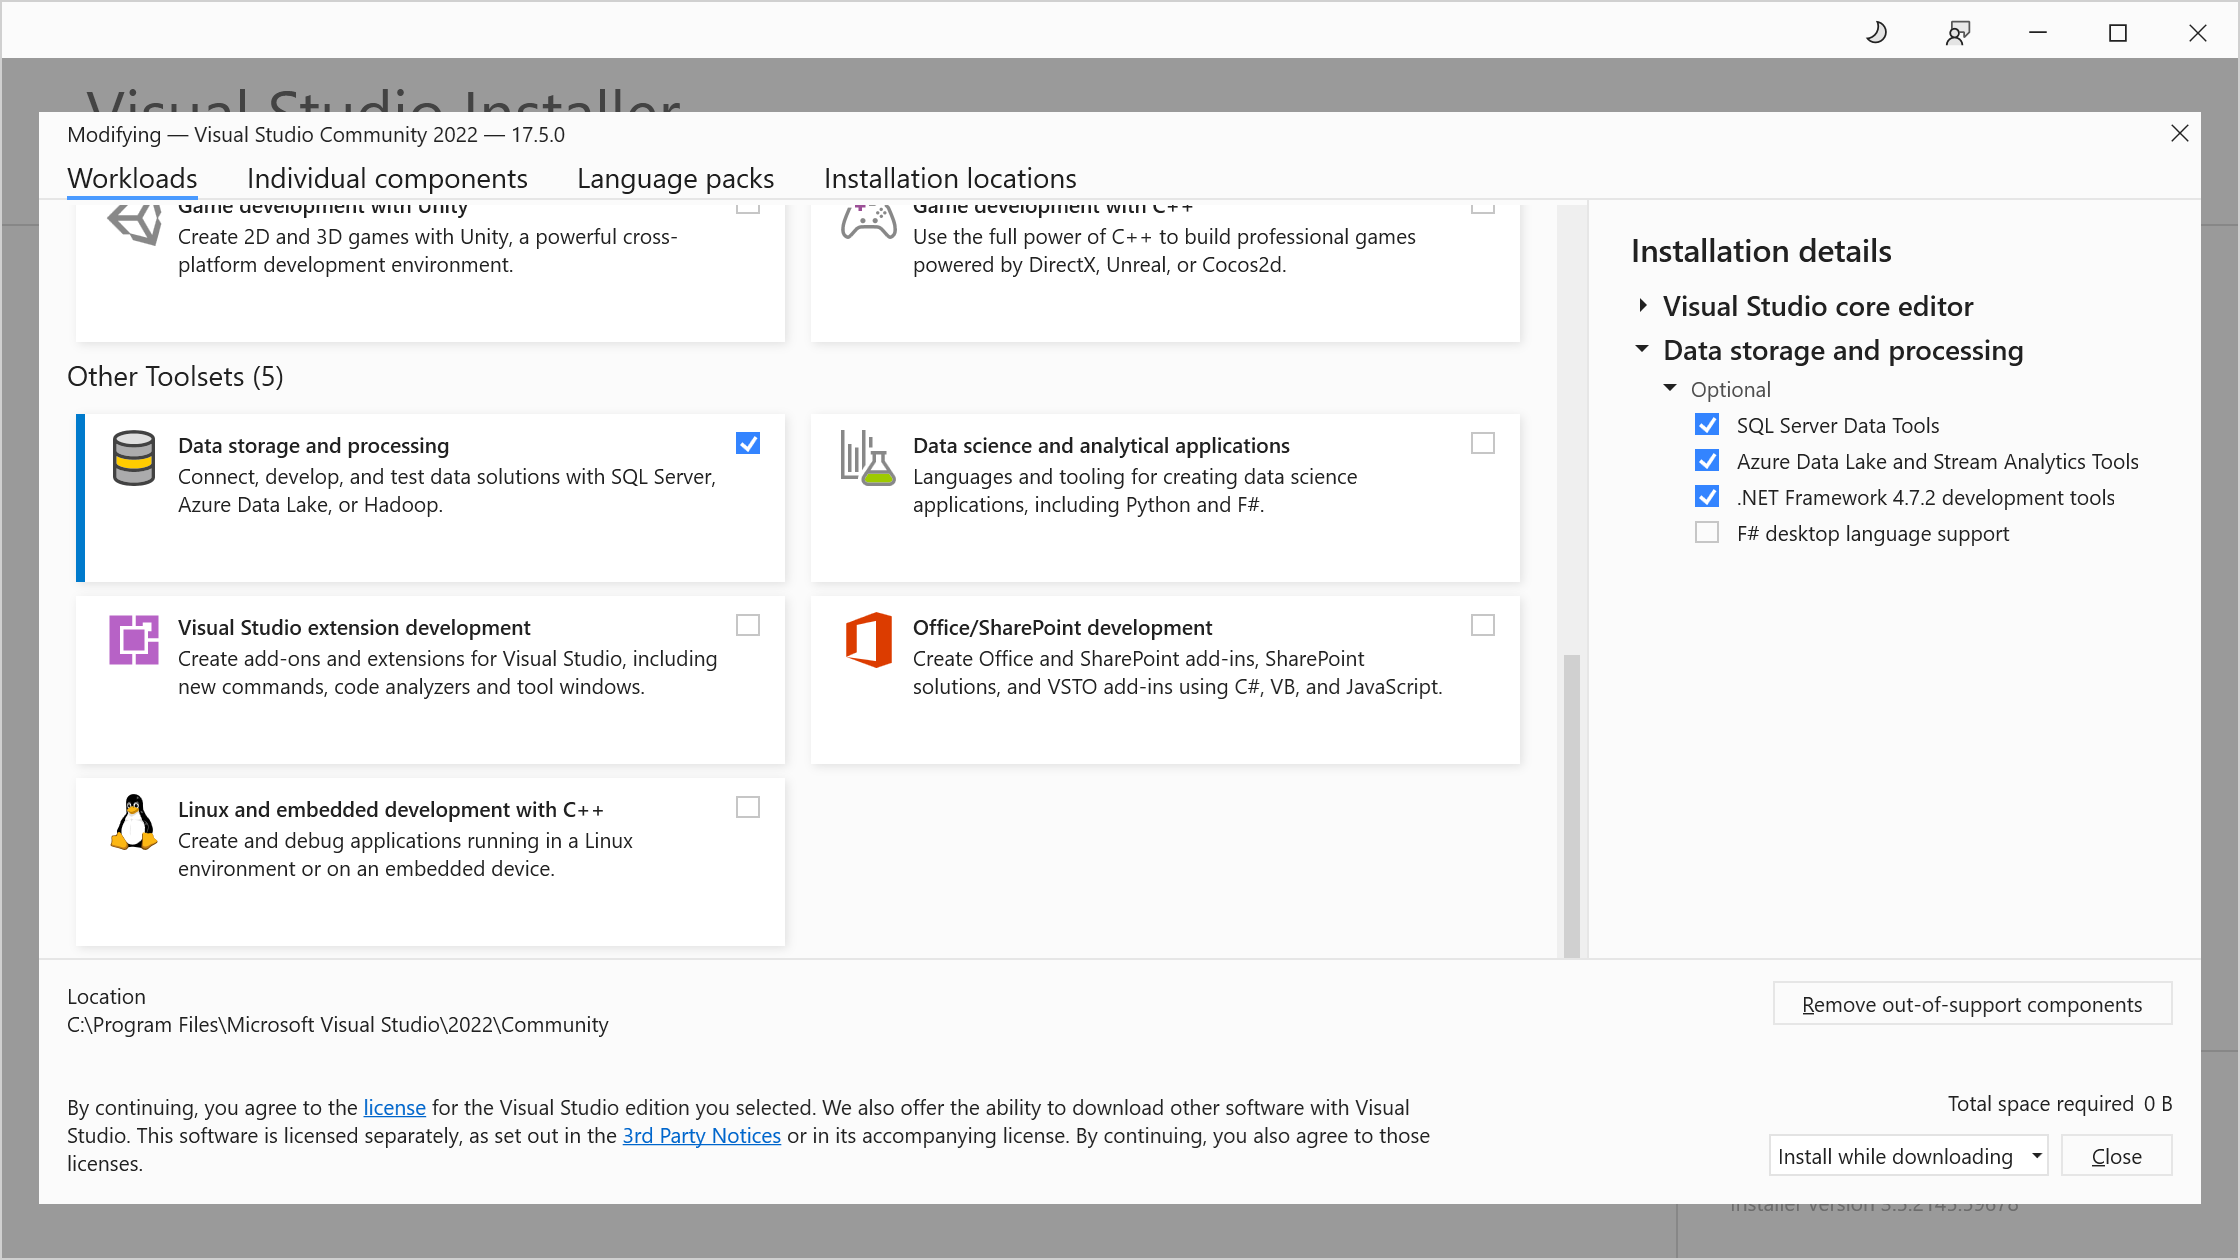 Visual Studio Installer
Modifying — Visual Studio Community 2022 — 17.5.0
Workloads
Individual components
Language packs
Installation locations
Game development with Unity
Create 2D and 3D games with Unity, a powerful cross-
platform development environment.
Game development with C++
Use the full power of C++ to build professional games
powered by DirectX, Unreal, or Cocos2d.
Other Toolsets (5)
Data storage and processing
Connect, develop, and test data solutions with SQL Server,
Azure Data Lake, or Hadoop.
Data science and analytical applications
Languages and tooling for creating data science
applications, including Python and F#.
Visual Studio extension development
Create add-ons and extensions for Visual Studio, including
new commands, code analyzers and tool windows.
Office/SharePoint development
Create Office and SharePoint add-ins, SharePoint
solutions, and VSTO add-ins using C#, VB, and JavaScript.
Linux and embedded development with C++
Create and debug applications running in a Linux
environment or on an embedded device.
Installation details
Visual Studio core editor
Data storage and processing
Optional
SQL Server Data Tools
Azure Data Lake and Stream Analytics Tools
.NET Framework 4.7.2 development tools
F# desktop language support
Location
C:\Program Files\Microsoft Visual Studio\2022\Community
Remove out-of-support components
By continuing, you agree to the license for the Visual Studio edition you selected. We also offer the ability to download other software with Visual
Studio. This software is licensed separately, as set out in the 3rd Party Notices or in its accompanying license. By continuing, you also agree to those
licenses.
Total space required 0 B
Install while downloading
Close
Installer version